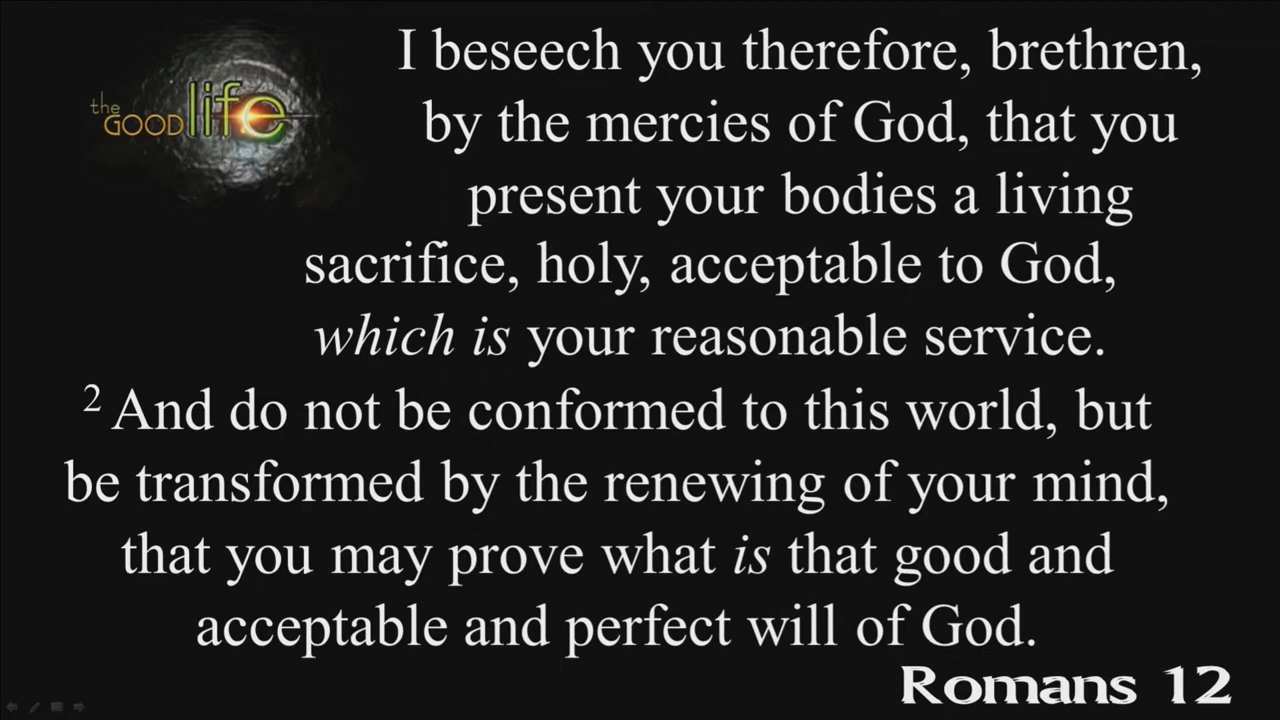 the
GOOD life
I beseech you therefore, brethren,
by the mercies of God, that you
present your bodies a living
sacrifice, holy, acceptable to God,
which is your reasonable service.
2 And do not be conformed to this world, but
be transformed by the renewing of your mind,
that you may prove what is that good and
acceptable and perfect will of God.
Romans 12